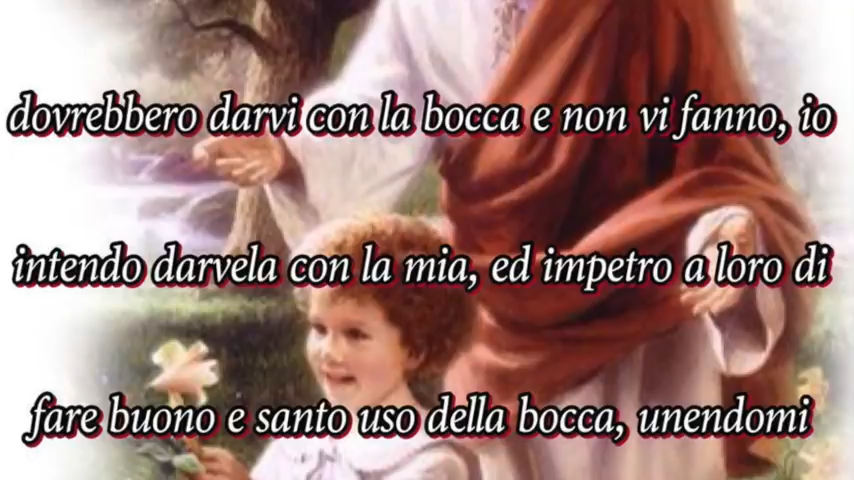 dovrebbero darvi con la bocca e non vi fanno, io
intendo darvela con la mia, ed impetro a loro di
fare buono e santo uso della bocca, unendomi